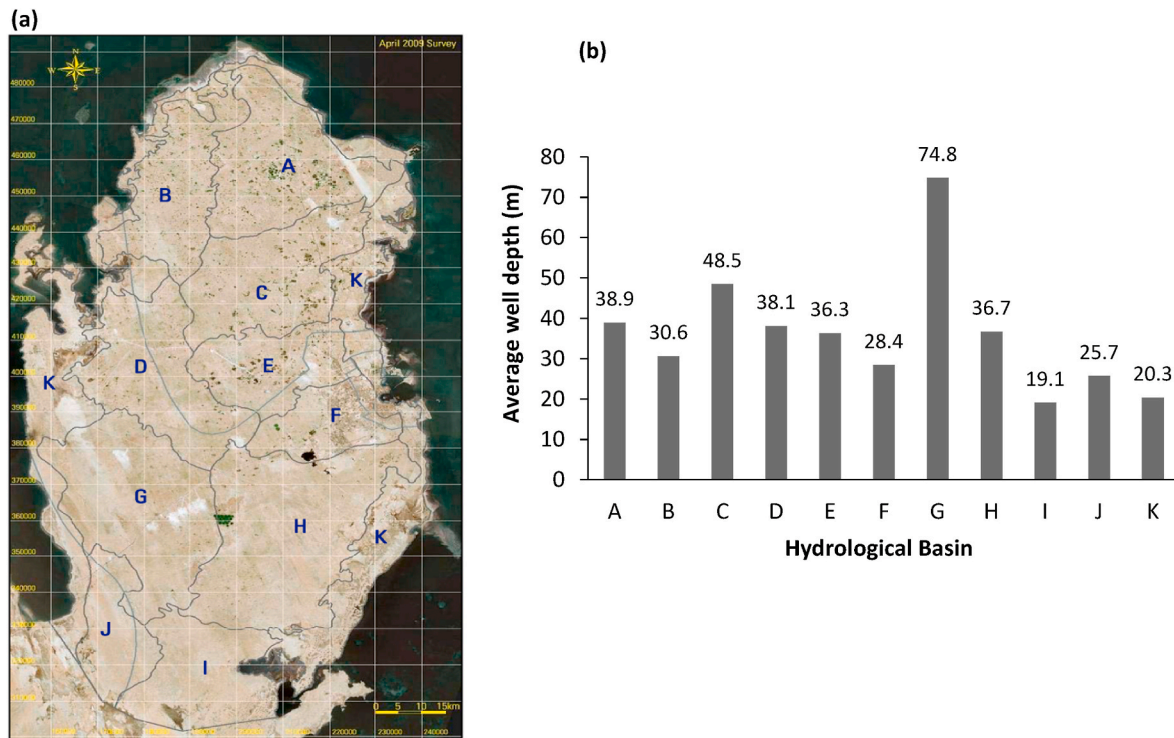 (a)
April 2009 Survey
N
W E
S
480000
470000
460000
450000
440000
430000
420000
410000
400000
390000
380000
370000
360000
350000
A
B
C
K
D
E
K
F
G
H
K
J
I
0 5 10 15km
220000 230000 240000
(b)
Average well depth (m)
80
70
60
50
40
30
20
10
0
38.9
30.6
48.5
38.1
36.3
28.4
74.8
36.7
19.1
25.7
20.3
A B C D E F G H I J K
Hydrological Basin